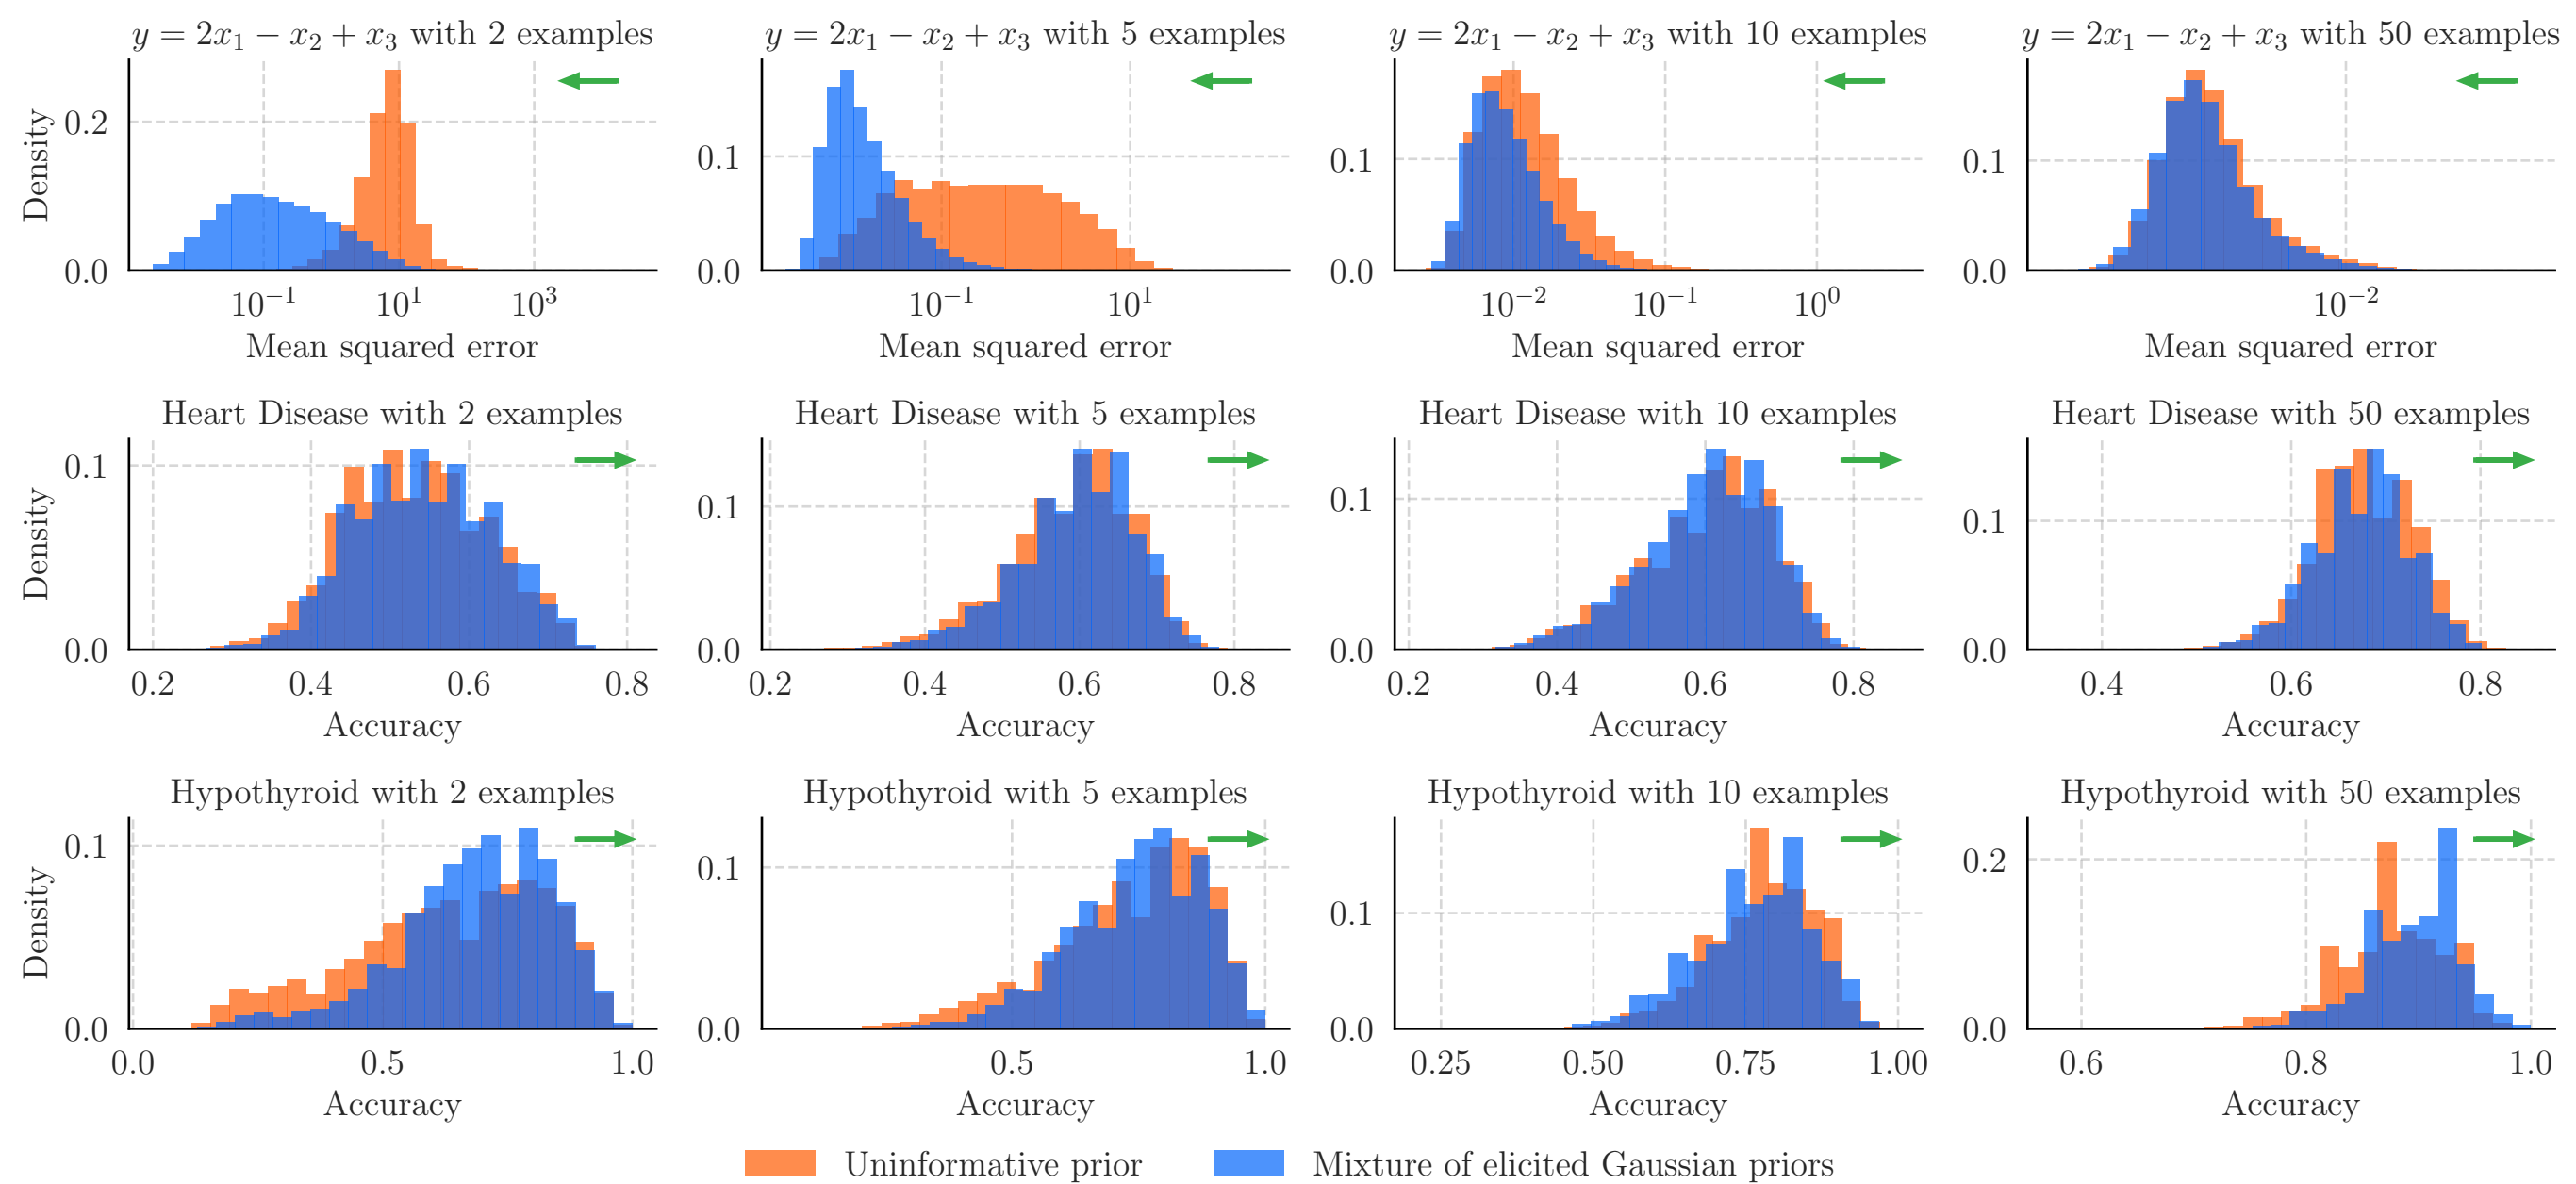 y = 2x₁ − x₂ + x₃ with 2 examples
Density
0.2
0.0
10⁻¹ 10¹ 10³
Mean squared error
y = 2x₁ − x₂ + x₃ with 5 examples
0.1
0.0
10⁻¹ 10¹
Mean squared error
y = 2x₁ − x₂ + x₃ with 10 examples
0.1
0.0
10⁻² 10⁻¹ 10⁰
Mean squared error
y = 2x₁ − x₂ + x₃ with 50 examples
0.1
0.0
10⁻²
Mean squared error
Heart Disease with 2 examples
Density
0.1
0.0
0.2 0.4 0.6 0.8
Accuracy
Heart Disease with 5 examples
0.1
0.0
0.2 0.4 0.6 0.8
Accuracy
Heart Disease with 10 examples
0.1
0.0
0.2 0.4 0.6 0.8
Accuracy
Heart Disease with 50 examples
0.1
0.0
0.4 0.6 0.8
Accuracy
Hypothyroid with 2 examples
Density
0.1
0.0
0.0 0.5 1.0
Accuracy
Hypothyroid with 5 examples
0.1
0.0
0.5 1.0
Accuracy
Hypothyroid with 10 examples
0.1
0.0
0.25 0.50 0.75 1.00
Accuracy
Hypothyroid with 50 examples
0.2
0.0
0.6 0.8 1.0
Accuracy
Uninformative prior
Mixture of elicited Gaussian priors